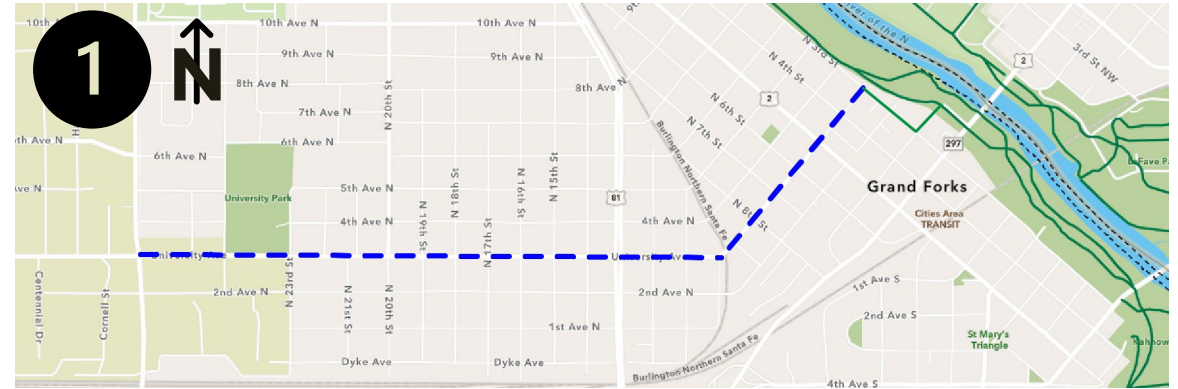 1
N
10th
10th Ave N
10th Ave N
9th Ave N
9th Ave N
8th Ave N
8th Ave N
7th Ave N
6th Ave N
6th Ave N
5th Ave N
4th Ave N
4th Ave N
University Park
University Ave
University Av
2nd Ave N
2nd Ave N
1st Ave N
Dyke Ave
Dyke Ave
Centennial Dr
Cornell St
N 23rd St
N 21st St
N 20th St
N 20th St
N 19th St
N 18th St
N 17th St
N 16th St
N 15th St
81
Burlington Northern Santa Fe
Burlington Northern Santa Fe
N 3rd St
N 4th St
N 6th St
N 7th St
N 8th St
2
2
297
3rd St NW
Grand Forks
Cities Area
TRANSIT
1st Ave S
2nd Ave S
4th Ave S
St Mary's
Triangle